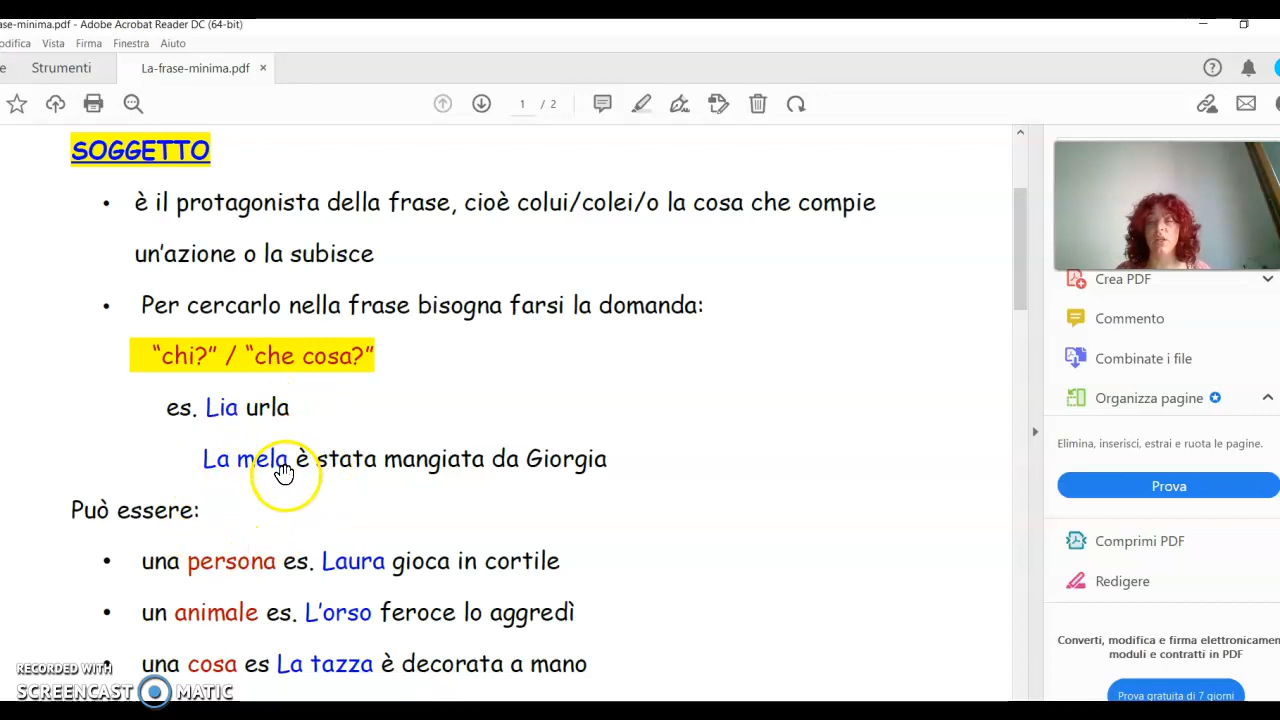 ase-minima.pdf - Adobe Acrobat Reader DC (64-bit)
odifica Vista Firma Finestra Aiuto
e Strumenti La-frase-minima.pdf ×
1 / 2
SOGGETTO
• è il protagonista della frase, cioè colui/colei/o la cosa che compie
un'azione o la subisce
• Per cercarlo nella frase bisogna farsi la domanda:
"chi?" / "che cosa?"
es. Lia urla
La mela è stata mangiata da Giorgia
Può essere:
• una persona es. Laura gioca in cortile
• un animale es. L'orso feroce lo aggredì
• una cosa es La tazza è decorata a mano
Crea PDF
Commento
Combinate i file
Organizza pagine
Elimina, inserisci, estrai e ruota le pagine.
Prova
Comprimi PDF
Redigere
Converti, modifica e firma elettronicamen
moduli e contratti in PDF
Prova gratuita di 7 giorni
RECORDED WITH
SCREENCAST MATIC